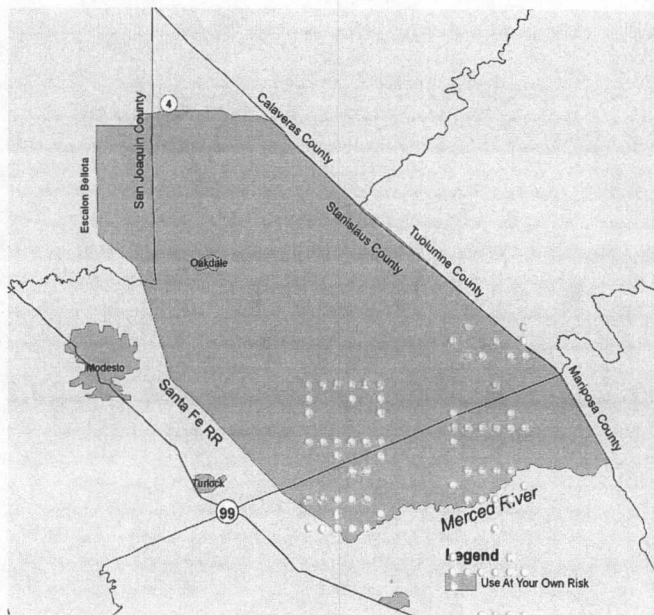 4
Calaveras County
San Joaquin County
Escalon Bellota
Stanislaus County
Tuolumne County
Oakdale
Modesto
Santa Fe RR
Mariposa County
Turlock
99
Merced River
Legend
Use At Your Own Risk